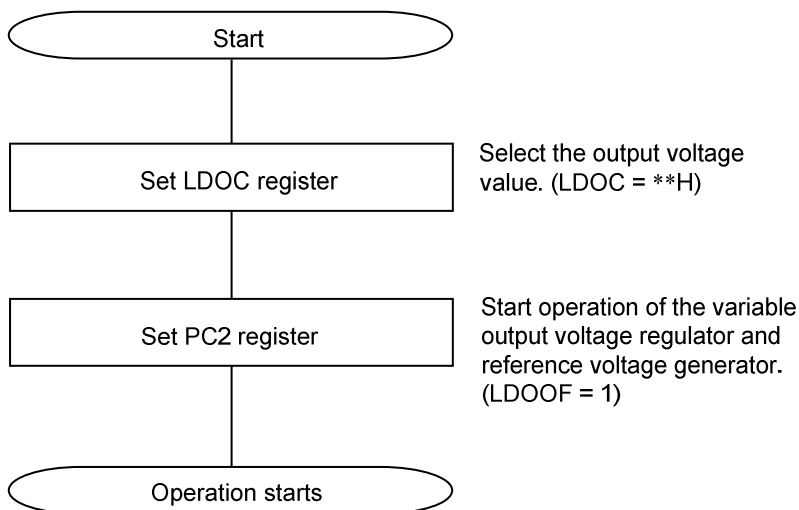 Start
Set LDOC register
Select the output voltage
value. (LDOC = **H)
Set PC2 register
Start operation of the variable
output voltage regulator and
reference voltage generator.
(LDOOF = 1)
Operation starts